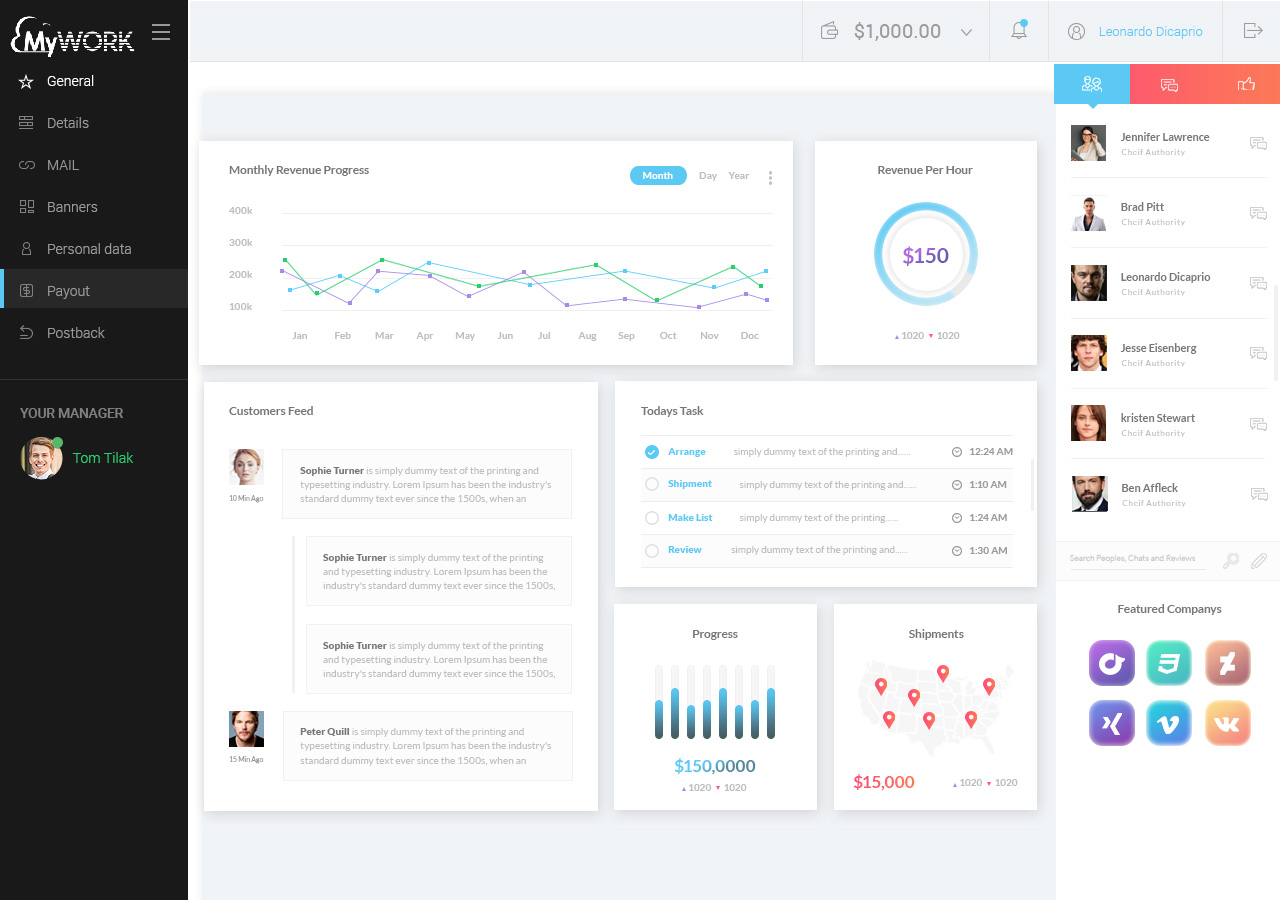 MyWORK
General
Details
MAIL
Banners
Personal data
Payout
Postback
YOUR MANAGER
Tom Tilak
$1,000.00
Leonardo Dicaprio
Monthly Revenue Progress
Month Day Year
400k
300k
200k
100k
Jan Feb Mar Apr May Jun Jul Aug Sep Oct Nov Doc
Revenue Per Hour
$150
1020 1020
Customers Feed
10 Min Ago
Sophie Turner is simply dummy text of the printing and
typesetting industry. Lorem Ipsum has been the industry's
standard dummy text ever since the 1500s, when an
Sophie Turner is simply dummy text of the printing
and typesetting industry. Lorem Ipsum has been the
industry's standard dummy text ever since the 1500s,
Sophie Turner is simply dummy text of the printing
and typesetting industry. Lorem Ipsum has been the
industry's standard dummy text ever since the 1500s,
15 Min Ago
Peter Quill is simply dummy text of the printing and
typesetting industry. Lorem Ipsum has been the industry's
standard dummy text ever since the 1500s, when an
Todays Task
Arrange simply dummy text of the printing and...... 12:24 AM
Shipment simply dummy text of the printing and...... 1:10 AM
Make List simply dummy text of the printing...... 1:24 AM
Review simply dummy text of the printing and...... 1:30 AM
Progress
$150,0000
1020 1020
Shipments
$15,000
1020 1020
Jennifer Lawrence
Cheif Authority
Brad Pitt
Cheif Authority
Leonardo Dicaprio
Cheif Authority
Jesse Eisenberg
Cheif Authority
kristen Stewart
Cheif Authority
Ben Affleck
Cheif Authority
Search Peoples, Chats and Reviews
Featured Companys